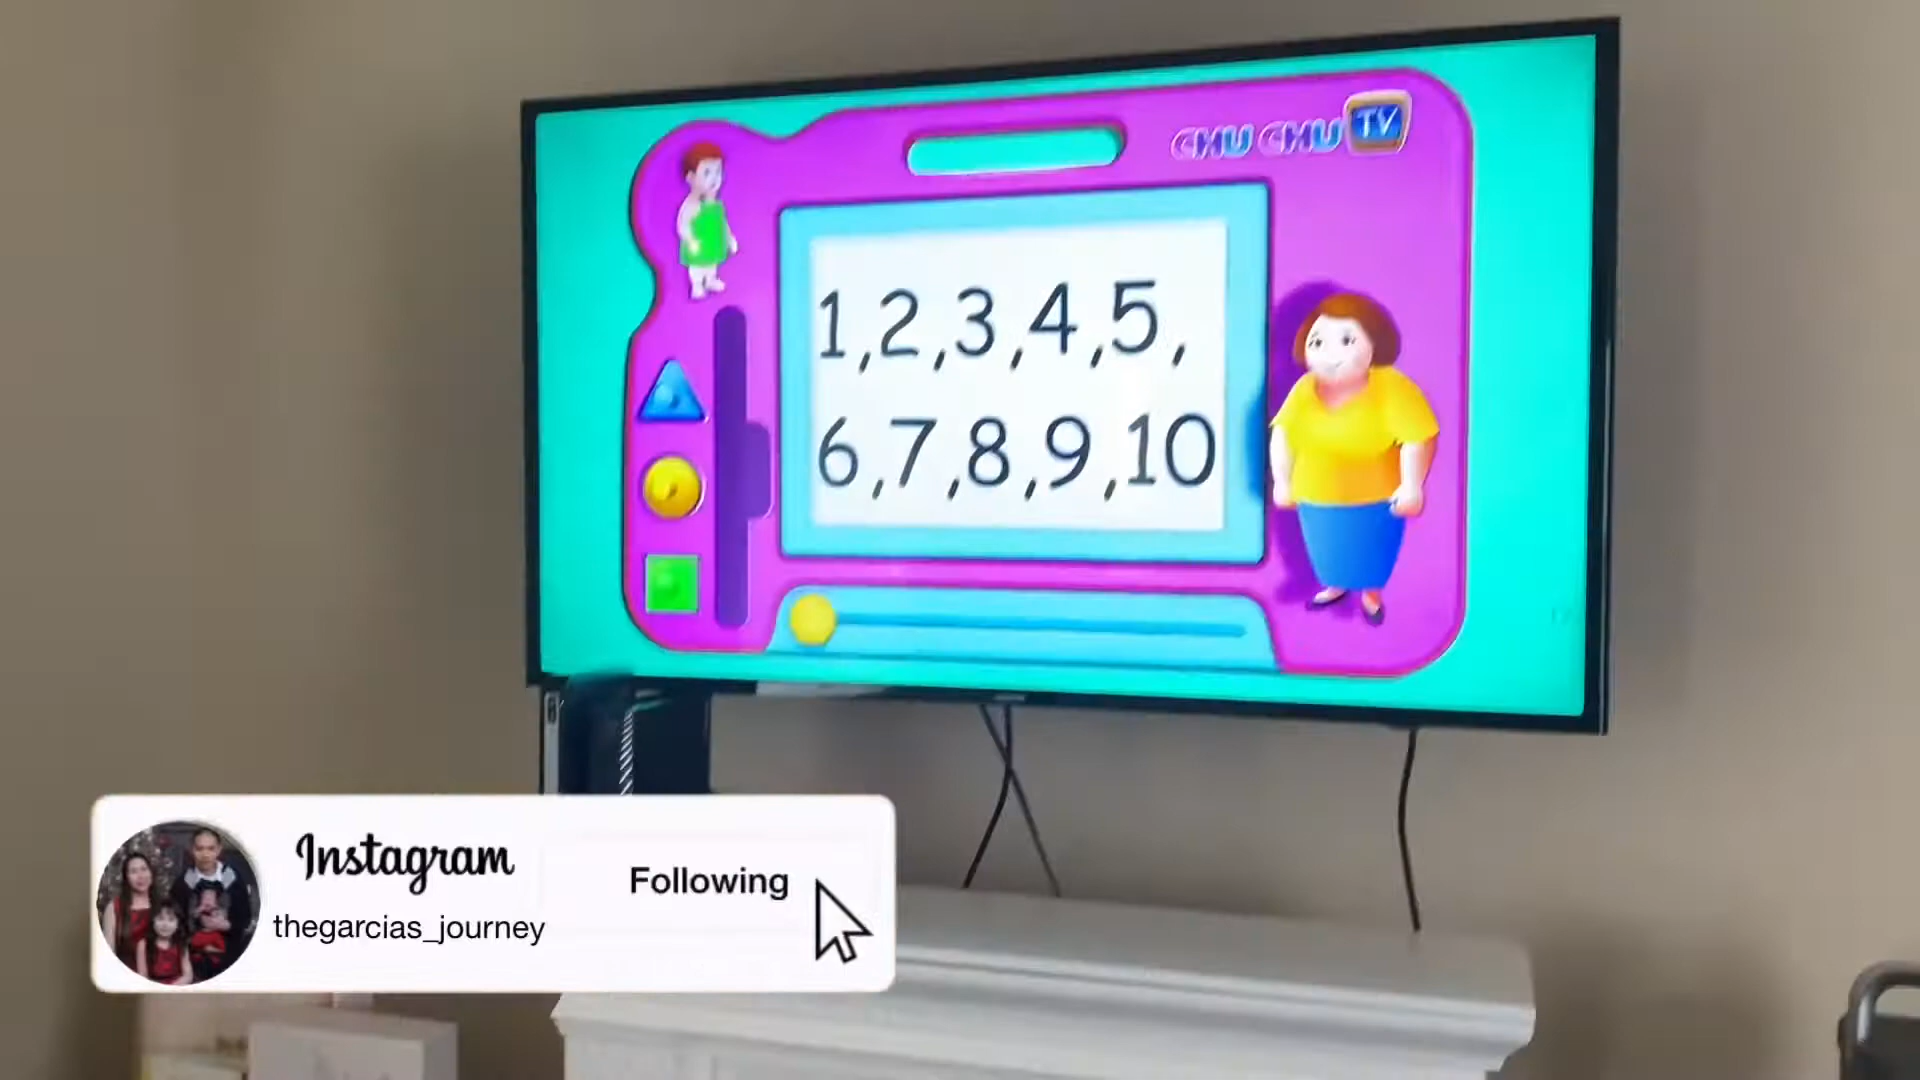 CHU CHU TV
1,2,3,4,5,
6,7,8,9,10
Instagram
Following
thegarcias_journey